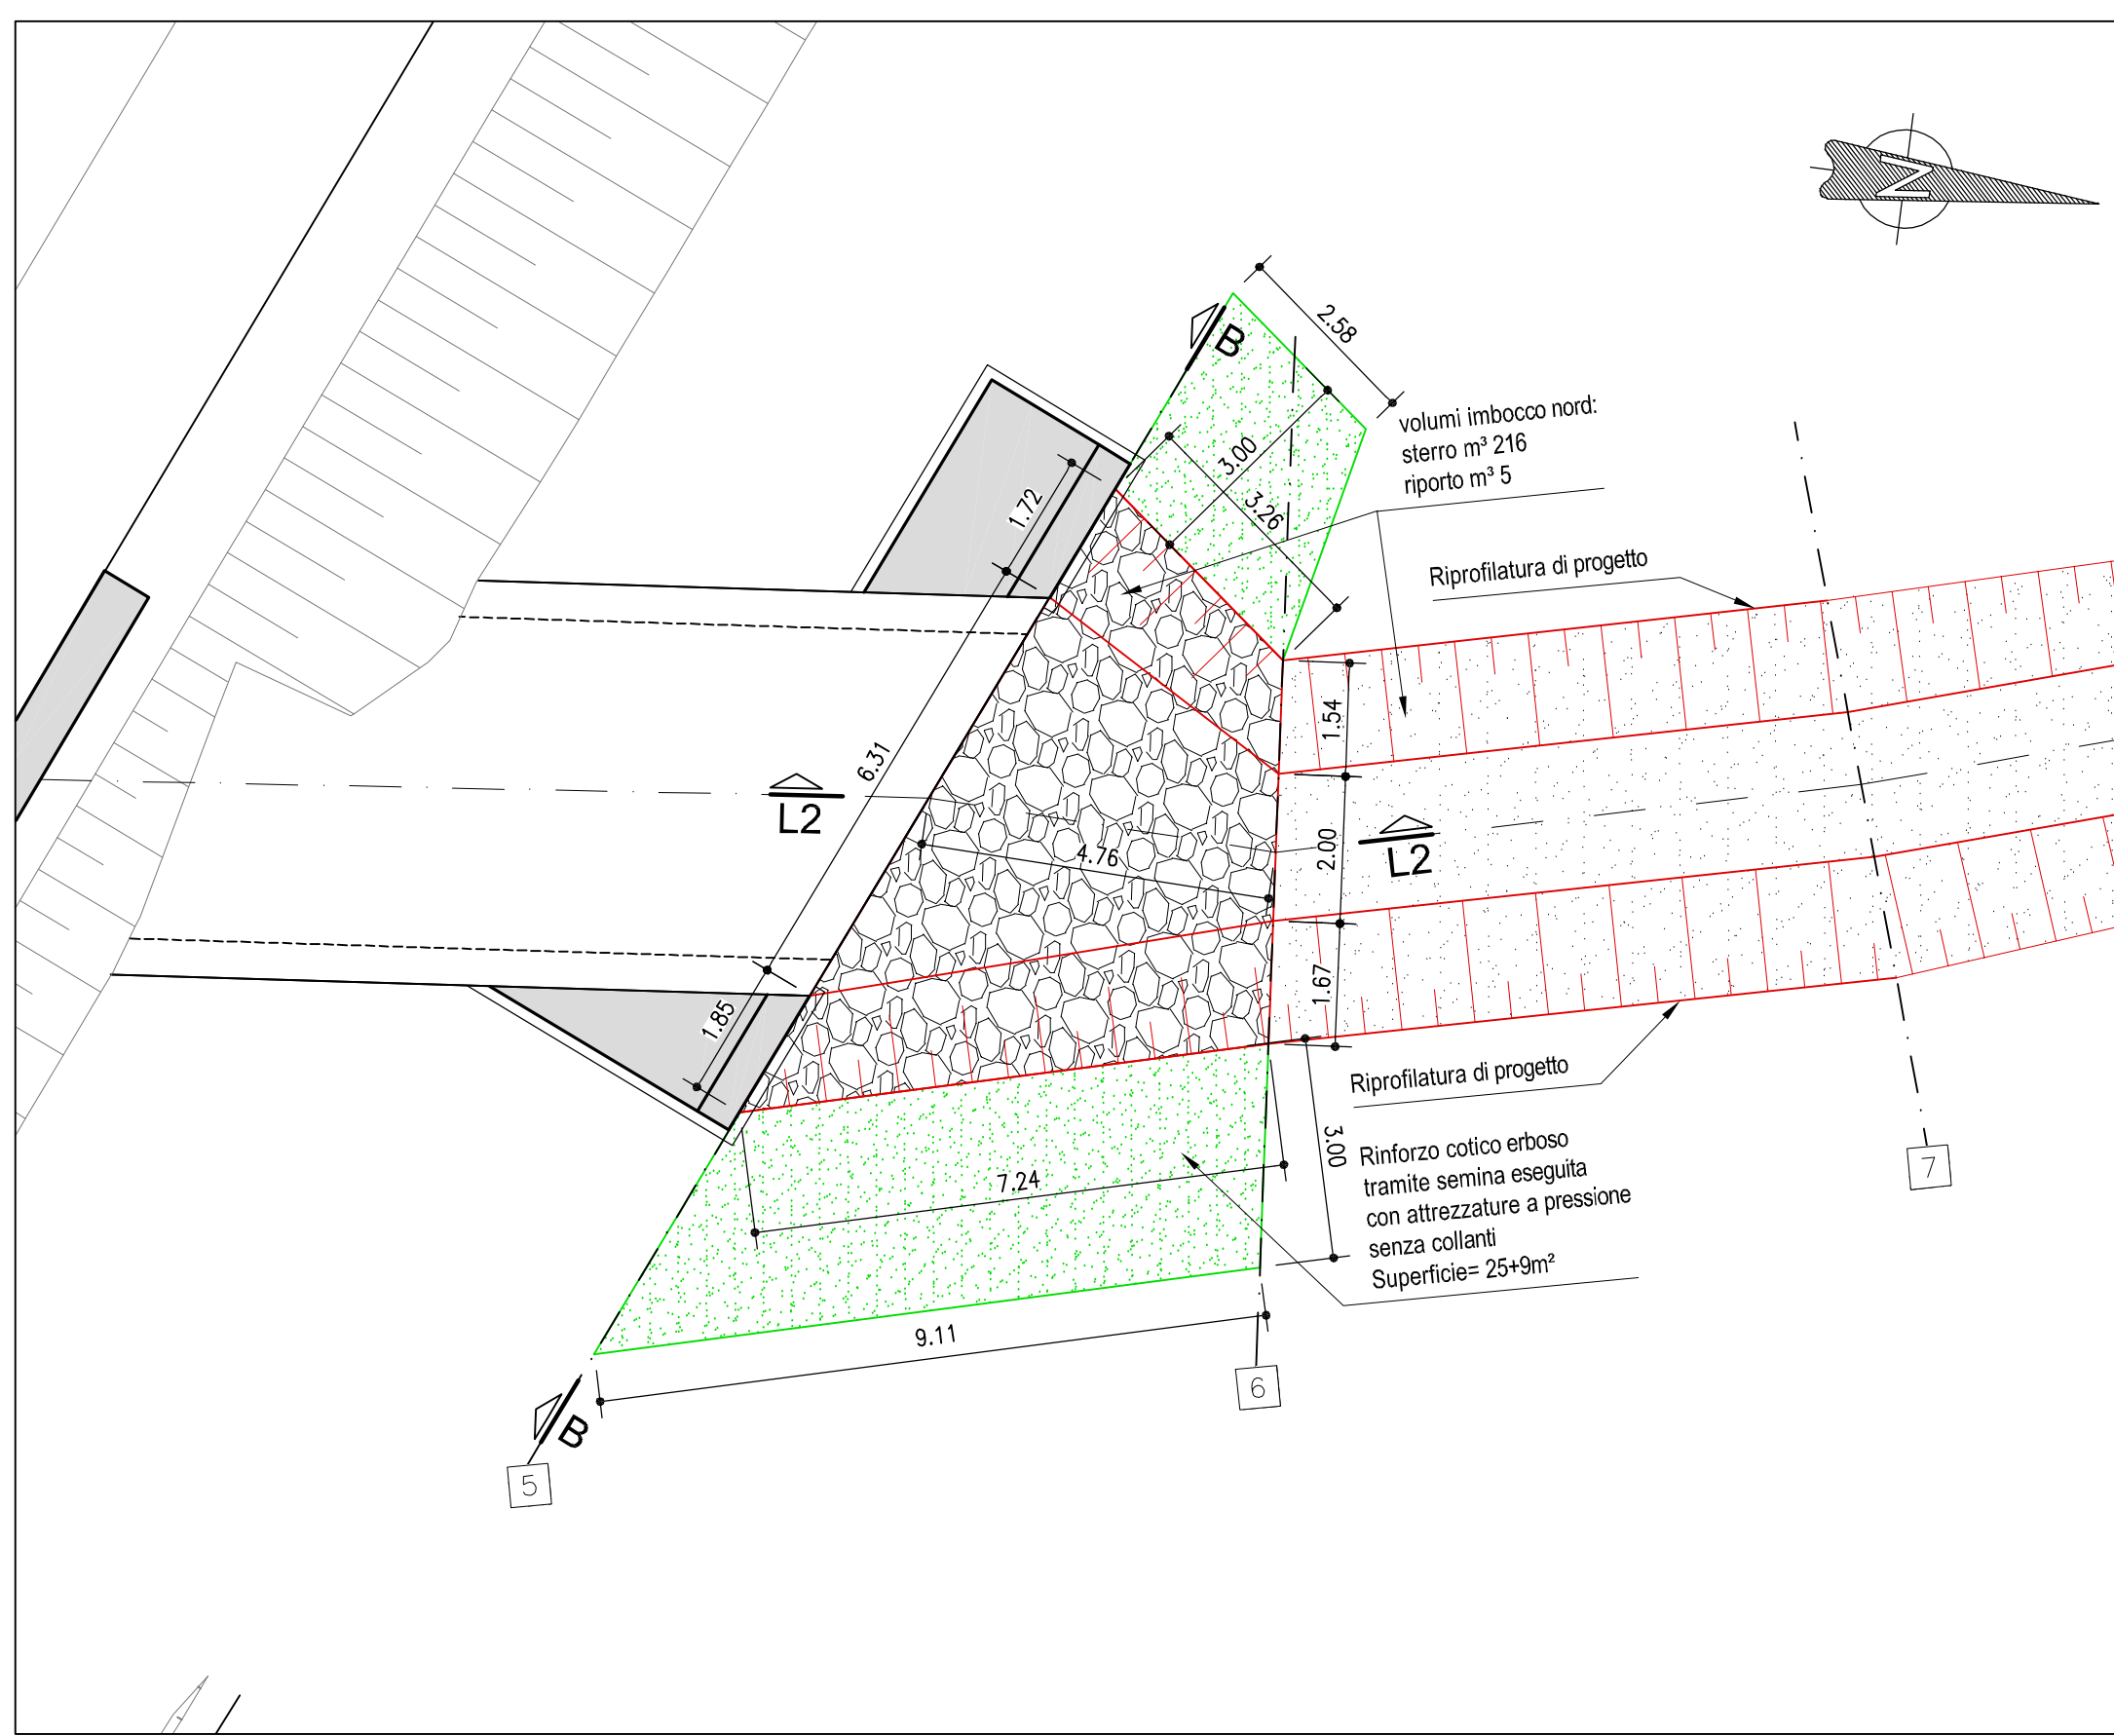 N
2.58
B
volumi imbocco nord:
sterro m³ 216
riporto m³ 5
3.00
3.26
1.72
Riprofilatura di progetto
1.54
6.31
L2
2.00
L2
4.76
1.67
1.85
Riprofilatura di progetto
3.00
7
Rinforzo cotico erboso
tramite semina eseguita
con attrezzature a pressione
senza collanti
Superficie= 25+9m²
7.24
9.11
6
B
5